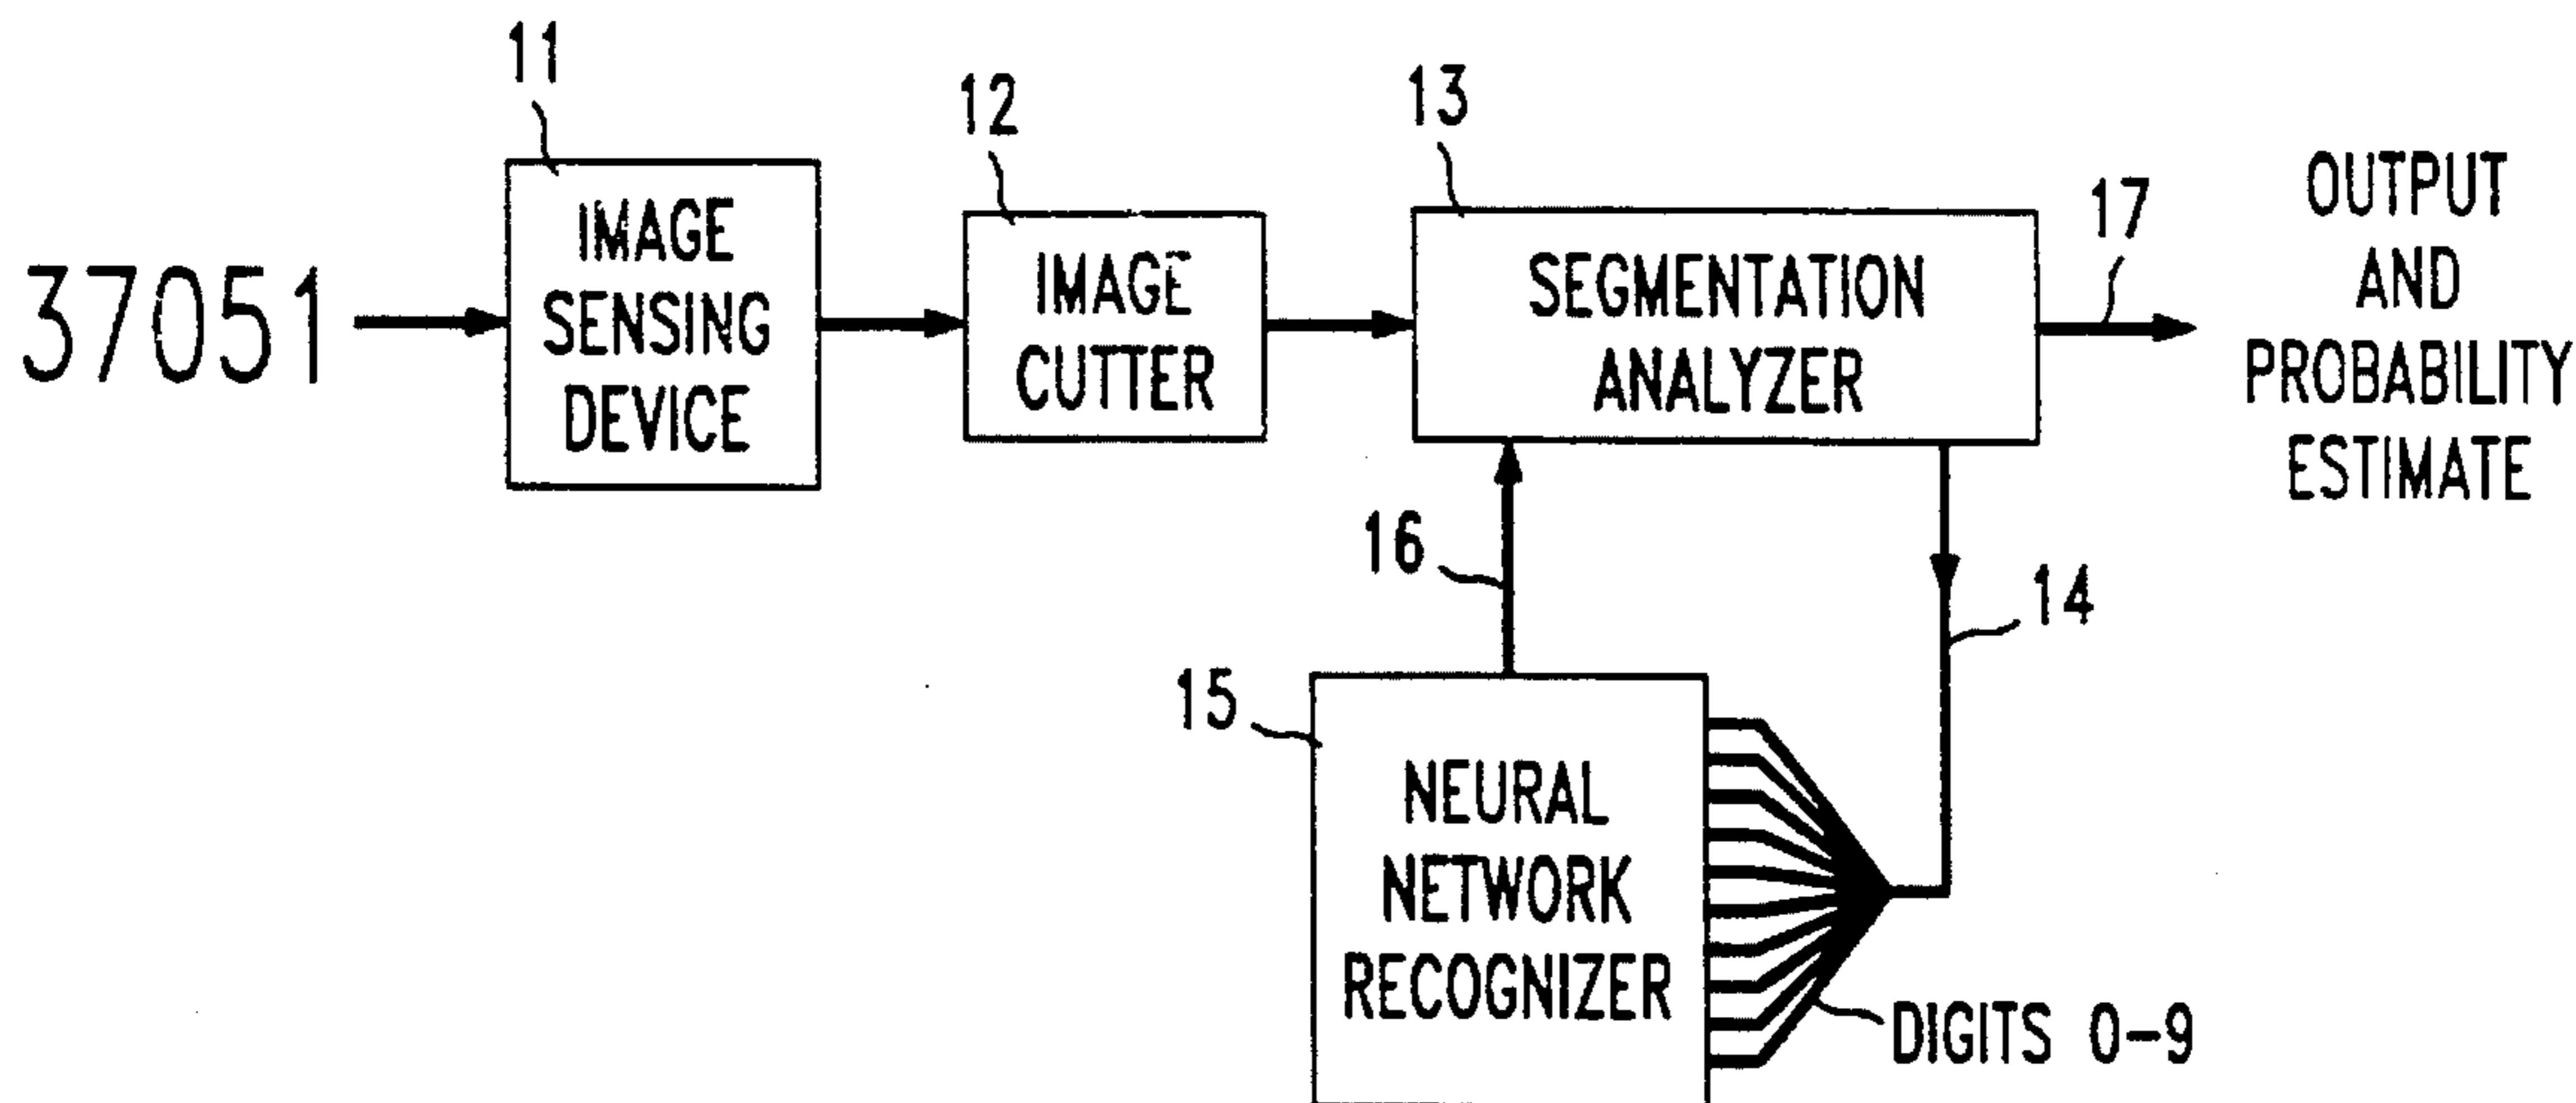 11
12
13
37051
IMAGE
SENSING
DEVICE
IMAGE
CUTTER
SEGMENTATION
ANALYZER
17
OUTPUT
AND
PROBABILITY
ESTIMATE
16
14
15
NEURAL
NETWORK
RECOGNIZER
DIGITS 0-9